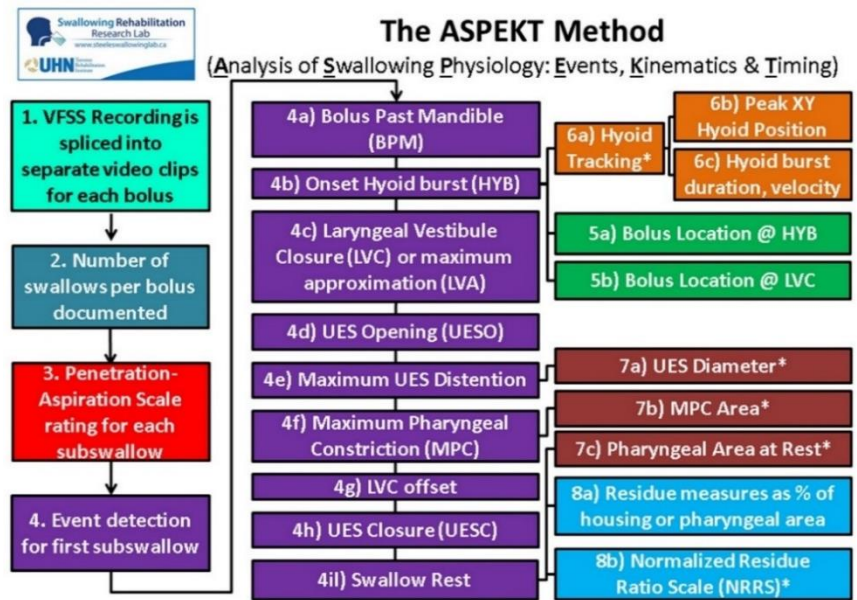 Swallowing Rehabilitation
Research Lab
www.steeleswallowinglab.ca
UHN
The ASPEKT Method
(Analysis of Swallowing Physiology: Events, Kinematics & Timing)
1. VFSS Recording is
spliced into
separate video clips
for each bolus
2. Number of
swallows per bolus
documented
3. Penetration-
Aspiration Scale
rating for each
subswallow
4. Event detection
for first subswallow
4a) Bolus Past Mandible
(BPM)
4b) Onset Hyoid burst (HYB)
4c) Laryngeal Vestibule
Closure (LVC) or maximum
approximation (LVA)
4d) UES Opening (UESO)
4e) Maximum UES Distention
4f) Maximum Pharyngeal
Constriction (MPC)
4g) LVC offset
4h) UES Closure (UESC)
4il) Swallow Rest
6a) Hyoid
Tracking*
6b) Peak XY
Hyoid Position
6c) Hyoid burst
duration, velocity
5a) Bolus Location @ HYB
5b) Bolus Location @ LVC
7a) UES Diameter*
7b) MPC Area*
7c) Pharyngeal Area at Rest*
8a) Residue measures as % of
housing or pharyngeal area
8b) Normalized Residue
Ratio Scale (NRRS)*